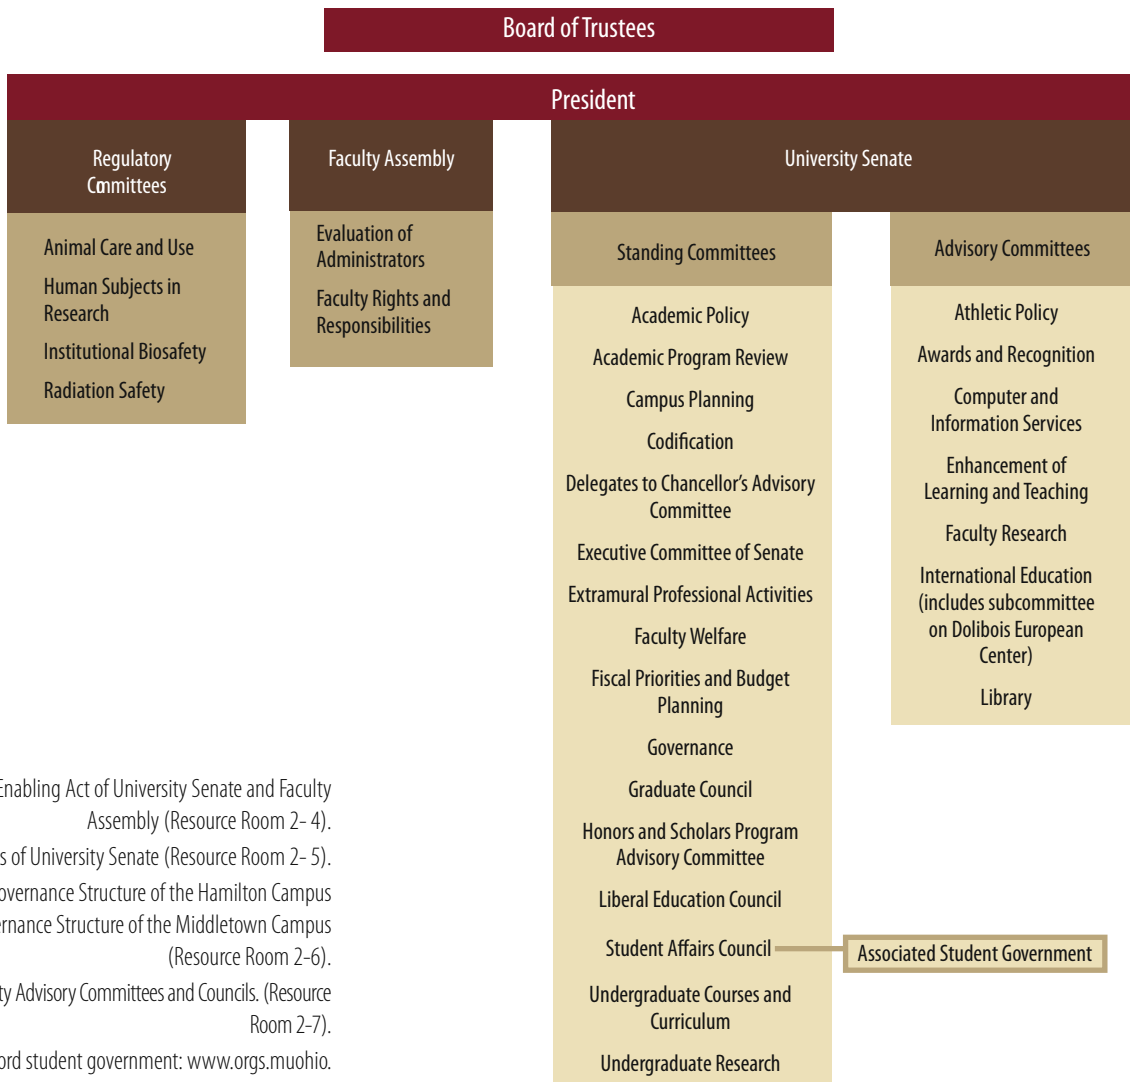 Board of Trustees
President
Regulatory
Committees
Animal Care and Use
Human Subjects in
Research
Institutional Biosafety
Radiation Safety
Faculty Assembly
Evaluation of
Administrators
Faculty Rights and
Responsibilities
University Senate
Standing Committees
Academic Policy
Academic Program Review
Campus Planning
Codification
Delegates to Chancellor's Advisory
Committee
Executive Committee of Senate
Extramural Professional Activities
Faculty Welfare
Fiscal Priorities and Budget
Planning
Governance
Graduate Council
Honors and Scholars Program
Advisory Committee
Liberal Education Council
Student Affairs Council
Associated Student Government
Undergraduate Courses and
Curriculum
Undergraduate Research
Advisory Committees
Athletic Policy
Awards and Recognition
Computer and
Information Services
Enhancement of
Learning and Teaching
Faculty Research
International Education
(includes subcommittee
on Dolibois European
Center)
Library
Enabling Act of University Senate and Faculty
Assembly (Resource Room 2- 4).
of University Senate (Resource Room 2- 5).
Structure of the Hamilton Campus
Structure of the Middletown Campus
(Resource Room 2-6).
Advisory Committees and Councils. (Resource
Room 2-7).
student government: www.orgs.muohio.